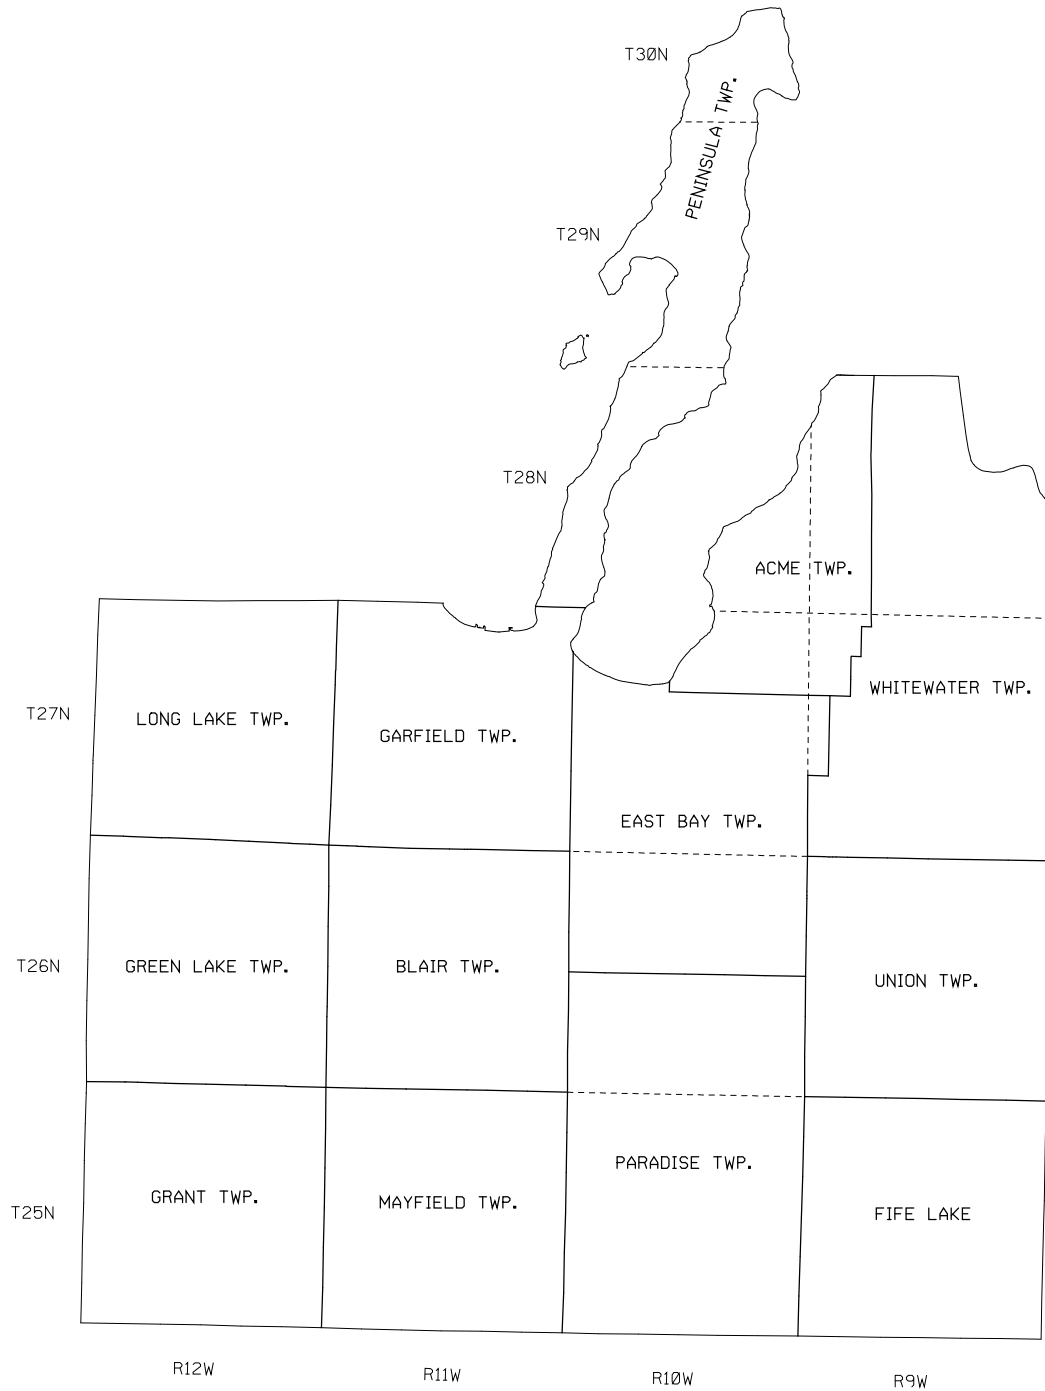 T30N
PENINSULA TWP.
T29N
T28N
ACME TWP.
WHITEWATER TWP.
T27N
LONG LAKE TWP.
GARFIELD TWP.
EAST BAY TWP.
T26N
GREEN LAKE TWP.
BLAIR TWP.
UNION TWP.
PARADISE TWP.
T25N
GRANT TWP.
MAYFIELD TWP.
FIFE LAKE
R12W
R11W
R10W
R9W